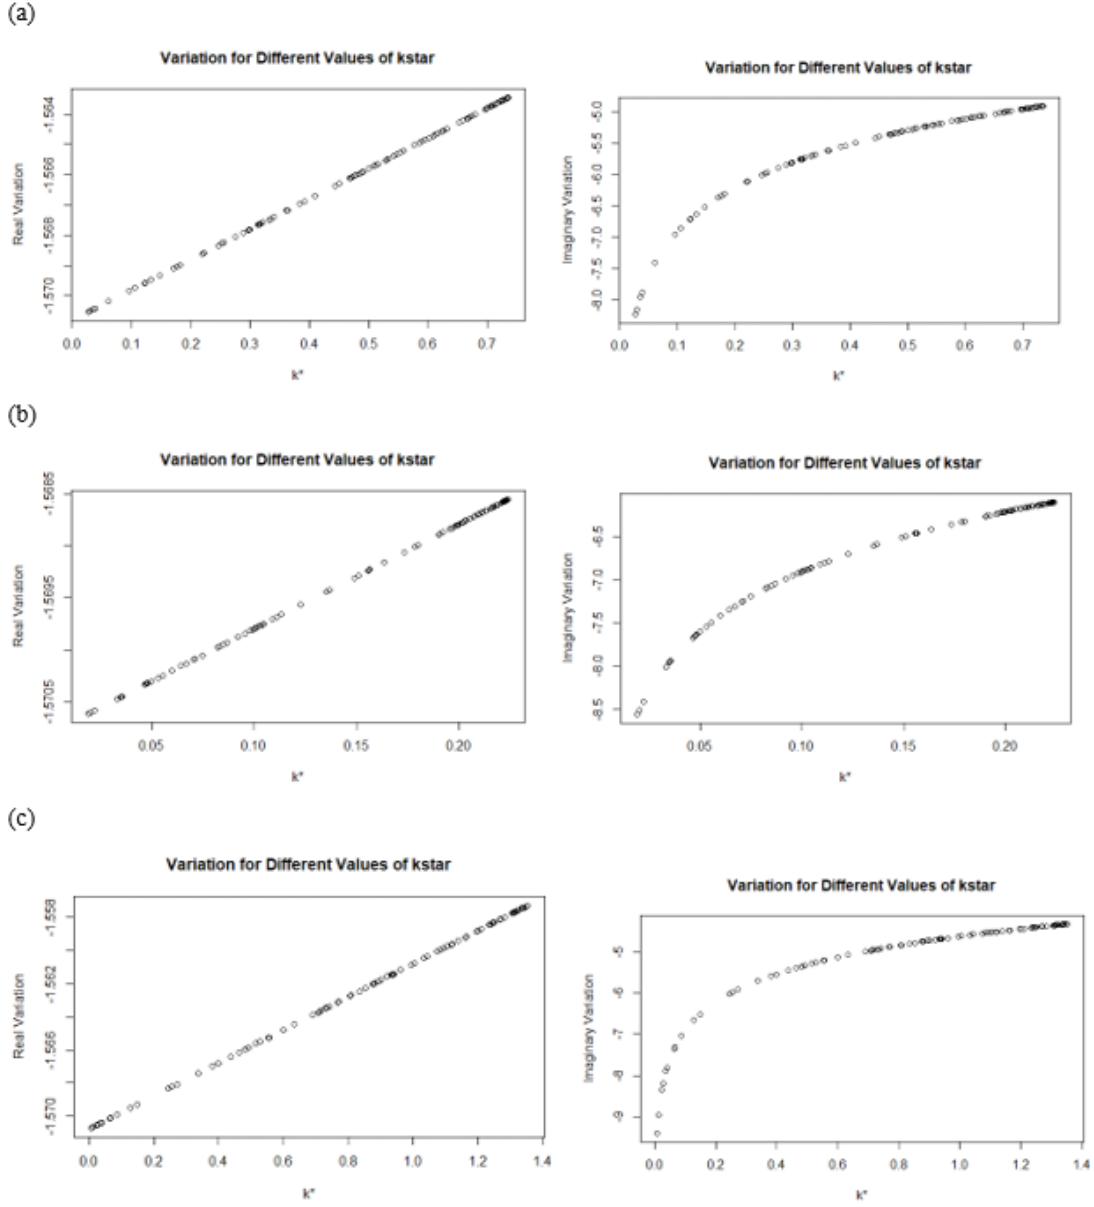 (a)
Variation for Different Values of kstar
Real Variation
-1.564
-1.566
-1.568
-1.570
0.0 0.1 0.2 0.3 0.4 0.5 0.6 0.7
k*
Variation for Different Values of kstar
Imaginary Variation
-5.0
-5.5
-6.0
-6.5
-7.0
-7.5
-8.0
0.0 0.1 0.2 0.3 0.4 0.5 0.6 0.7
k*
(b)
Variation for Different Values of kstar
Real Variation
-1.5685
-1.5695
-1.5705
0.05 0.10 0.15 0.20
k*
Variation for Different Values of kstar
Imaginary Variation
-6.5
-7.0
-7.5
-8.0
-8.5
0.05 0.10 0.15 0.20
k*
(c)
Variation for Different Values of kstar
Real Variation
-1.558
-1.562
-1.566
-1.570
0.0 0.2 0.4 0.6 0.8 1.0 1.2 1.4
k*
Variation for Different Values of kstar
Imaginary Variation
-5
-6
-7
-8
-9
0.0 0.2 0.4 0.6 0.8 1.0 1.2 1.4
k*